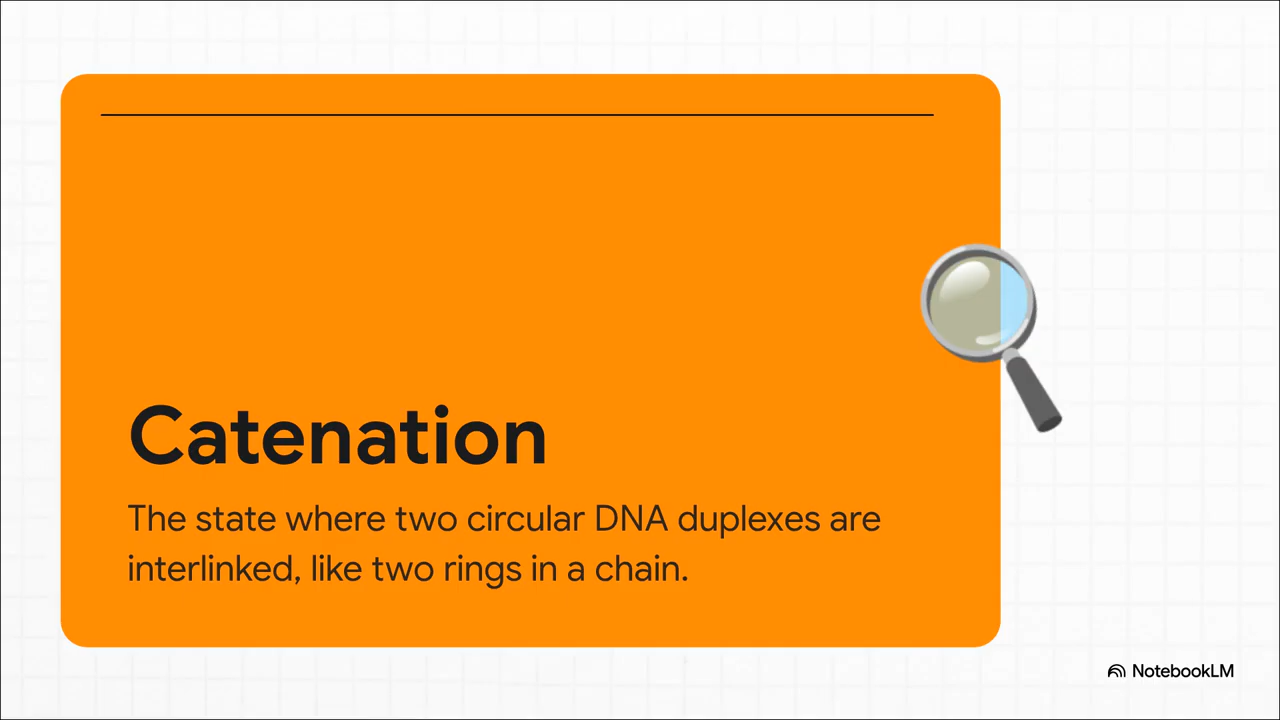 Catenation
The state where two circular DNA duplexes are
interlinked, like two rings in a chain.
NotebookLM